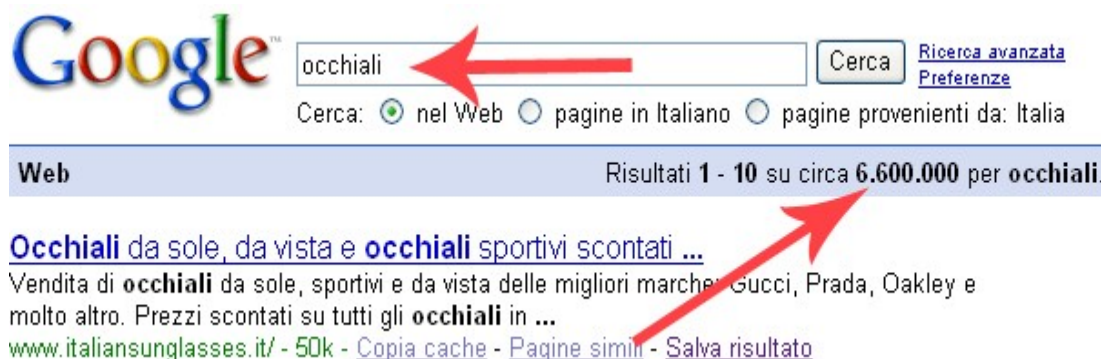 Google™
occhiali
Cerca
Ricerca avanzata
Preferenze
Cerca: nel Web pagine in Italiano pagine provenienti da: Italia
Web Risultati 1 - 10 su circa 6.600.000 per occhiali.
Occhiali da sole, da vista e occhiali sportivi scontati ...
Vendita di occhiali da sole, sportivi e da vista delle migliori marche: Gucci, Prada, Oakley e
molto altro. Prezzi scontati su tutti gli occhiali in ...
www.italiansunglasses.it/ - 50k - Copia cache - Pagine simili - Salva risultato